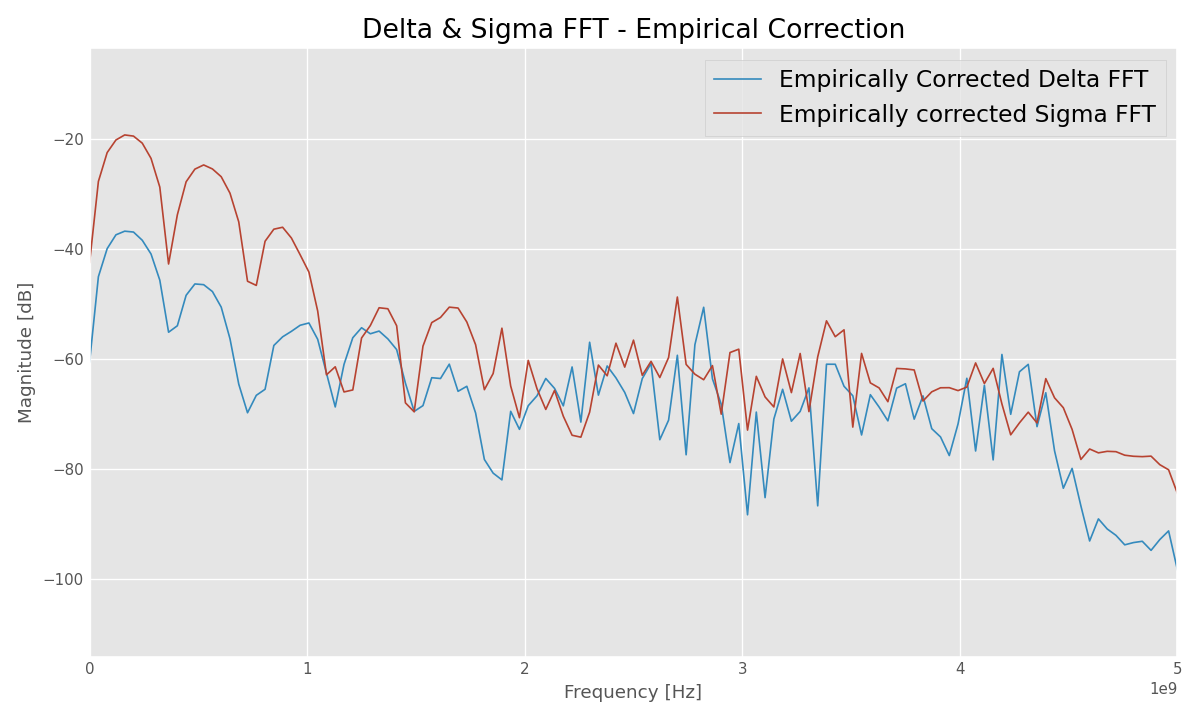 Delta & Sigma FFT - Empirical Correction
Empirically Corrected Delta FFT
Empirically corrected Sigma FFT
Magnitude [dB]
−20
−40
−60
−80
−100
0 1 2 3 4 5
1e9
Frequency [Hz]